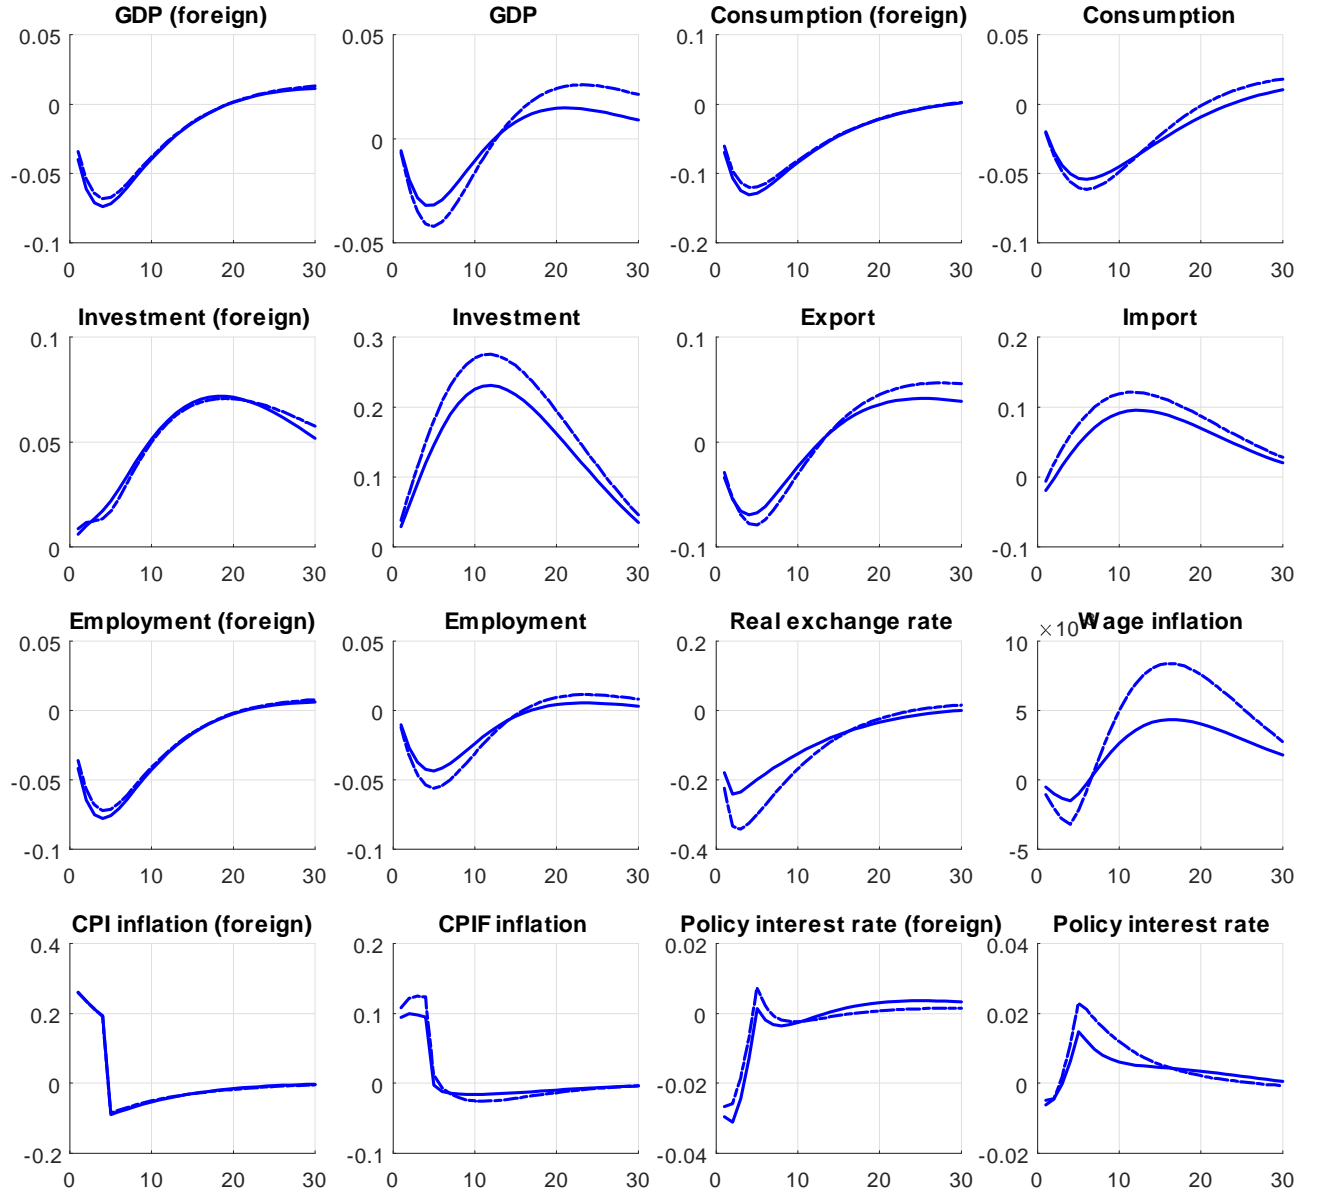 GDP (foreign) GDP Consumption (foreign) Consumption
0.05 0.05 0.1 0.05
0 0 0 0
-0.05 -0.1 -0.05
-0.1 -0.05 -0.2 -0.1
0 10 20 30 0 10 20 30 0 10 20 30 0 10 20 30
Investment (foreign) Investment Export Import
0.1 0.3 0.1 0.2
0.2 0.1
0.05 0 0
0.1
0 0 -0.1 -0.1
0 10 20 30 0 10 20 30 0 10 20 30 0 10 20 30
Employment (foreign) Employment Real exchange rate Wage inflation
×10
0.05 0.05 0.2 10
0 0 0 5
-0.05 -0.05 -0.2 0
-0.1 -0.1 -0.4 -5
0 10 20 30 0 10 20 30 0 10 20 30 0 10 20 30
CPI inflation (foreign) CPIF inflation Policy interest rate (foreign) Policy interest rate
0.4 0.2 0.02 0.04
0.2 0.1 0 0.02
0 0 -0.02 0
-0.2 -0.1 -0.04 -0.02
0 10 20 30 0 10 20 30 0 10 20 30 0 10 20 30